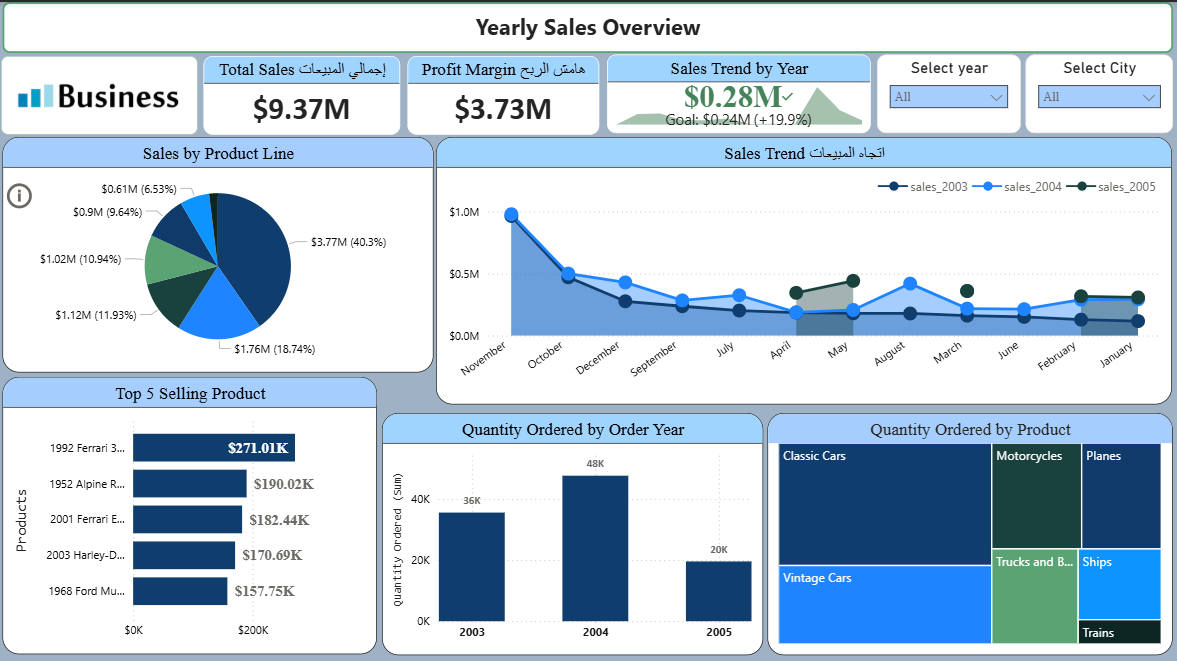 Yearly Sales Overview
Business
Total Sales إجمالي المبيعات
$9.37M
Profit Margin هامش الربح
$3.73M
Sales Trend by Year
$0.28M
Goal: $0.24M (+19.9%)
Select year
All
Select City
All
Sales by Product Line
$0.61M (6.53%)
$0.9M (9.64%)
$1.02M (10.94%)
$1.12M (11.93%)
$3.77M (40.3%)
$1.76M (18.74%)
Sales Trend اتجاه المبيعات
sales_2003 sales_2004 sales_2005
$1.0M
$0.5M
$0.0M
November October December September July April May August March June February January
Top 5 Selling Product
Products
1992 Ferrari 3... $271.01K
1952 Alpine R... $190.02K
2001 Ferrari E... $182.44K
2003 Harley-D... $170.69K
1968 Ford Mu... $157.75K
$0K $200K
Quantity Ordered by Order Year
Quantity Ordered (Sum)
40K
20K
0K
36K
48K
20K
2003 2004 2005
Quantity Ordered by Product
Classic Cars
Vintage Cars
Motorcycles
Planes
Trucks and B...
Ships
Trains